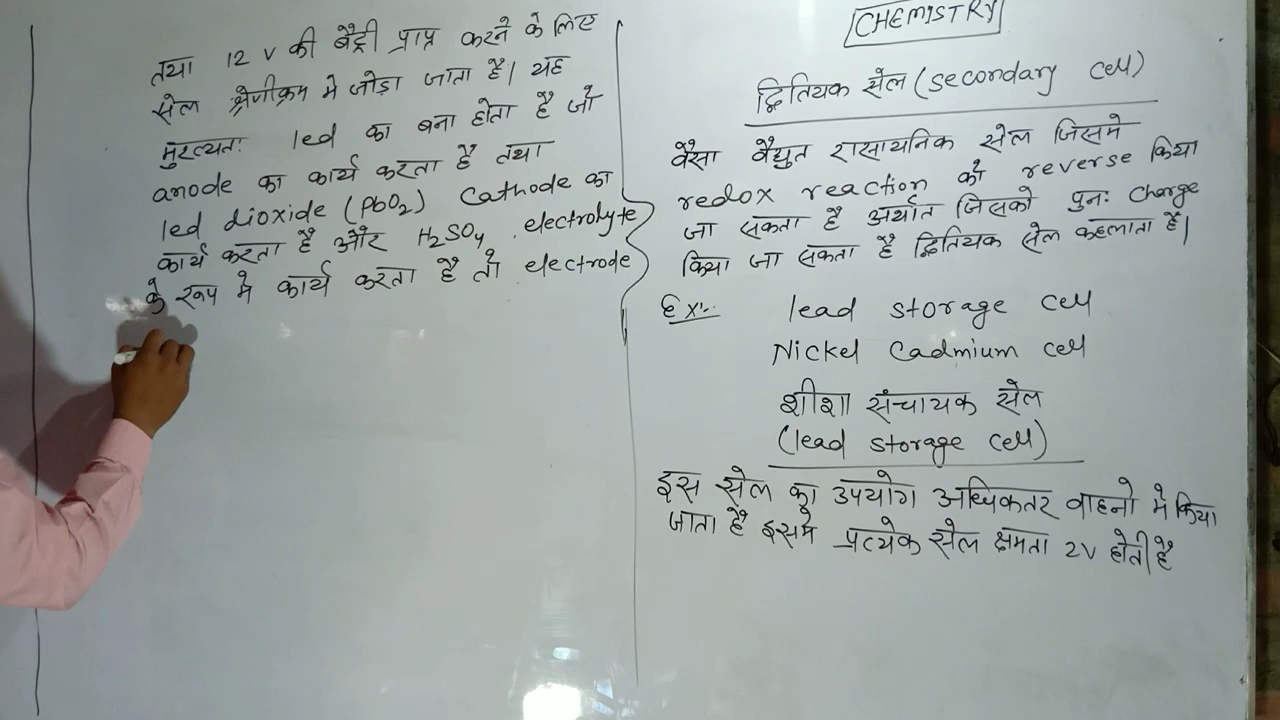 CHEMISTRY
द्वितियक सेल (secondary cell)
वैसा वैद्युत रासायनिक सेल जिसमे
redox reaction को reverse किया
जा सकता है अर्थात जिसको पुनः charge
किया जा सकता है द्वितियक सेल कहलाता है|
Ex:- lead storage cell
Nickel Cadmium cell
शीशा संचायक सेल
(lead storage cell)
इस सेल का उपयोग अधिकतर वाहनो मे किया
जाता है इसमे प्रत्येक सेल क्षमता 2V होती है
तथा 12 V की बैट्री प्राप्त करने के लिए
सेल श्रेणीक्रम मे जोड़ा जाता है| यह
मुख्यतः led का बना होता है जो
anode का कार्य करता है तथा
led dioxide (PbO2) Cathode का
कार्य करता है और H2SO4 electrolyte
के रूप मे कार्य करता है तो electrode